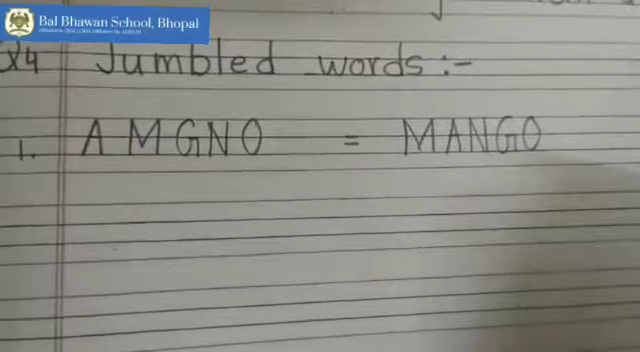 Bal Bhawan School, Bhopal
Q4 Jumbled words :-
1. AMGNO = MANGO